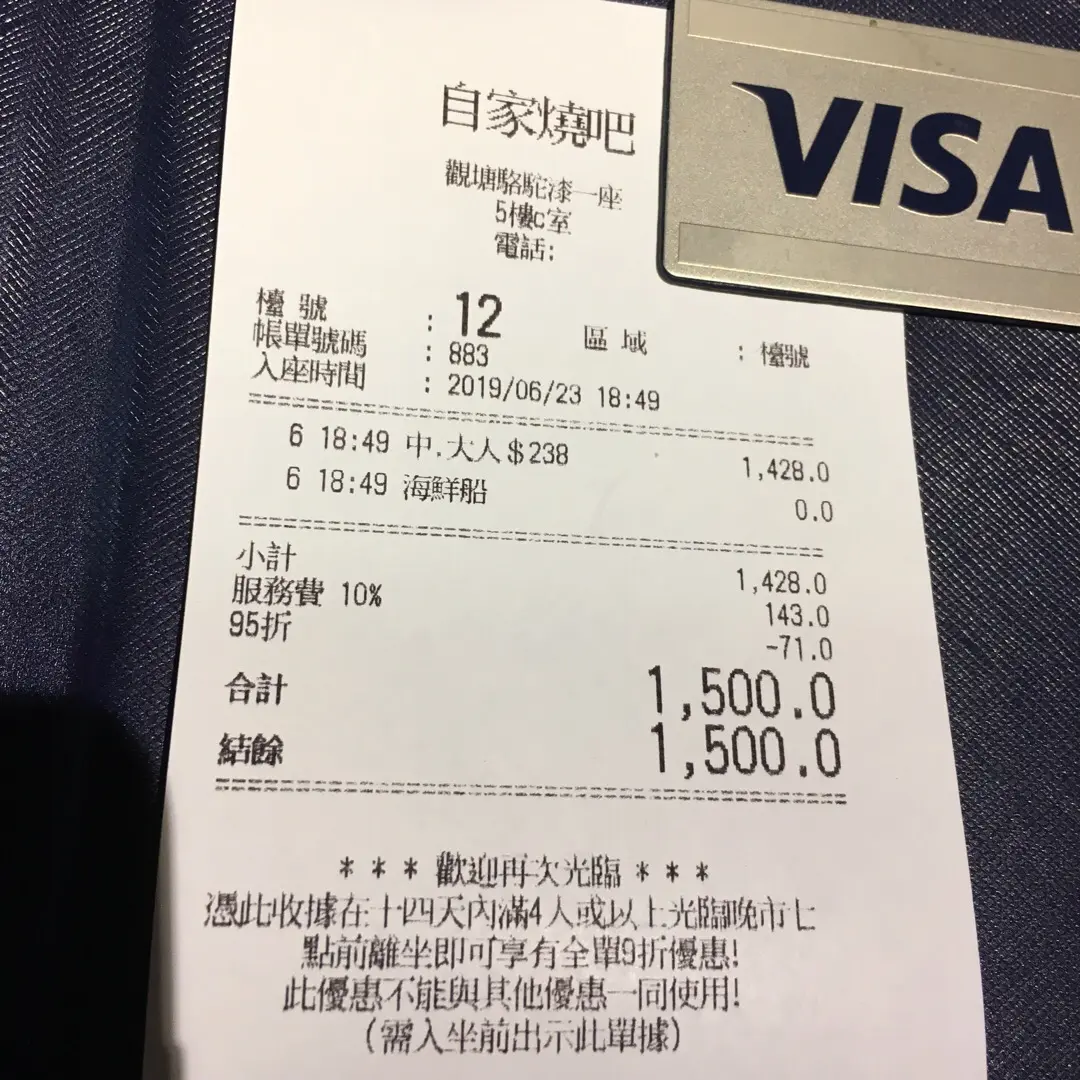 VISA
自家燒吧
觀塘駱駝漆一座
5樓c室
電話:
檯號 : 12 區域 : 檯號
帳單號碼 : 883
入座時間 : 2019/06/23 18:49
6 18:49 中.大人$238 1,428.0
6 18:49 海鮮船 0.0
小計 1,428.0
服務費 10% 143.0
95折 -71.0
合計 1,500.0
結餘 1,500.0
* * * 歡迎再次光臨 * * *
憑此收據在十四天內滿4人或以上光臨晚市七
點前離坐即可享有全單9折優惠!
此優惠不能與其他優惠一同使用!
(需入坐前出示此單據)